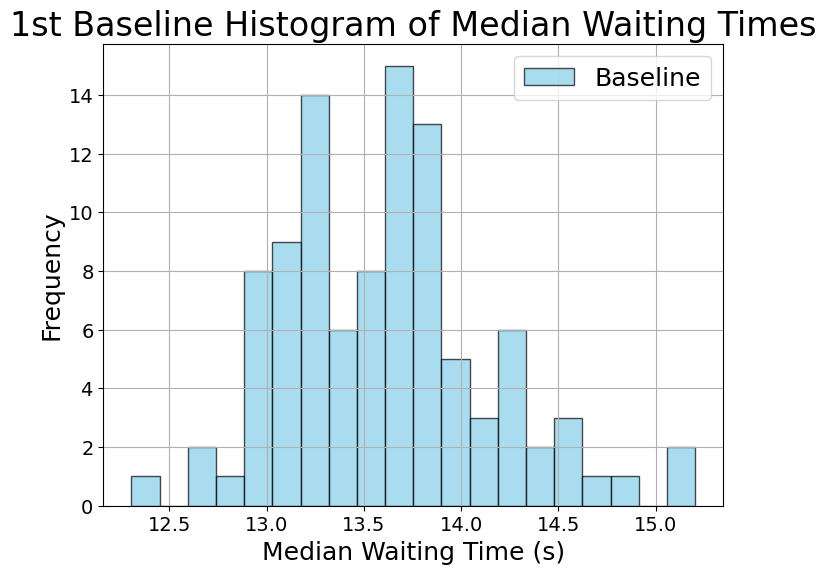 1st Baseline Histogram of Median Waiting Times
Baseline
14
12
10
8
6
4
2
0
Frequency
12.5 13.0 13.5 14.0 14.5 15.0
Median Waiting Time (s)